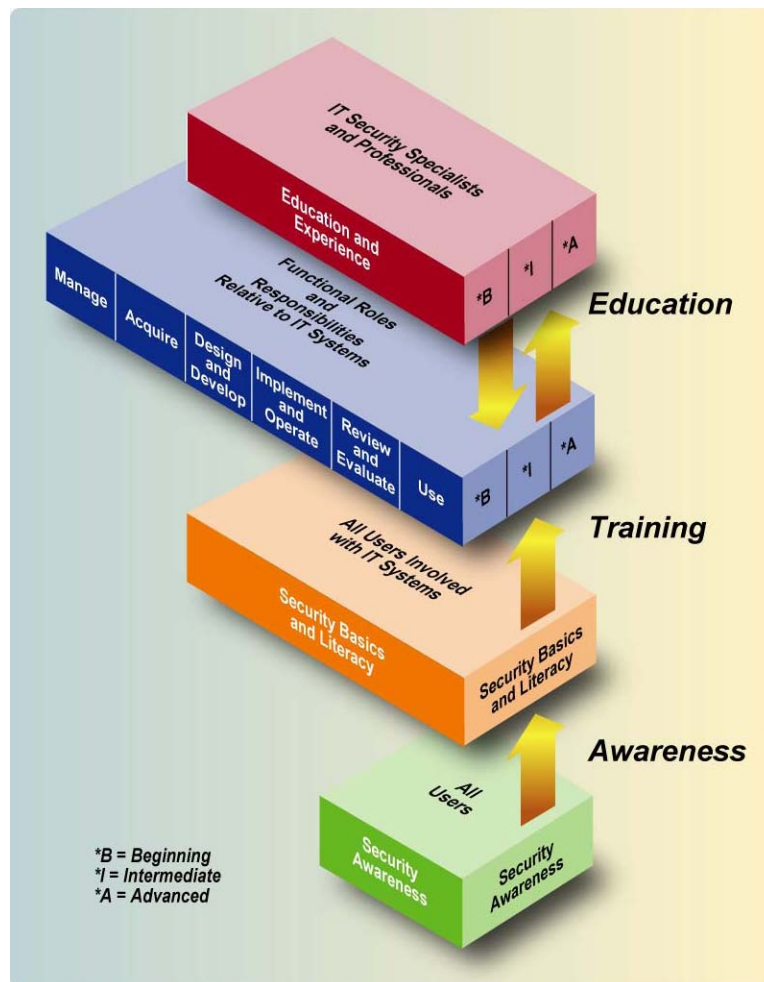 IT Security Specialists
and Professionals
Education and
Experience
*B
*I
*A
Education
Functional Roles
and
Responsibilities
Relative to IT Systems
Manage
Acquire
Design
and
Develop
Implement
and
Operate
Review
and
Evaluate
Use
*B
*I
*A
Training
All Users Involved
with IT Systems
Security Basics
and Literacy
Security Basics
and Literacy
Awareness
All
Users
Security
Awareness
Security
Awareness
*B = Beginning
*I = Intermediate
*A = Advanced